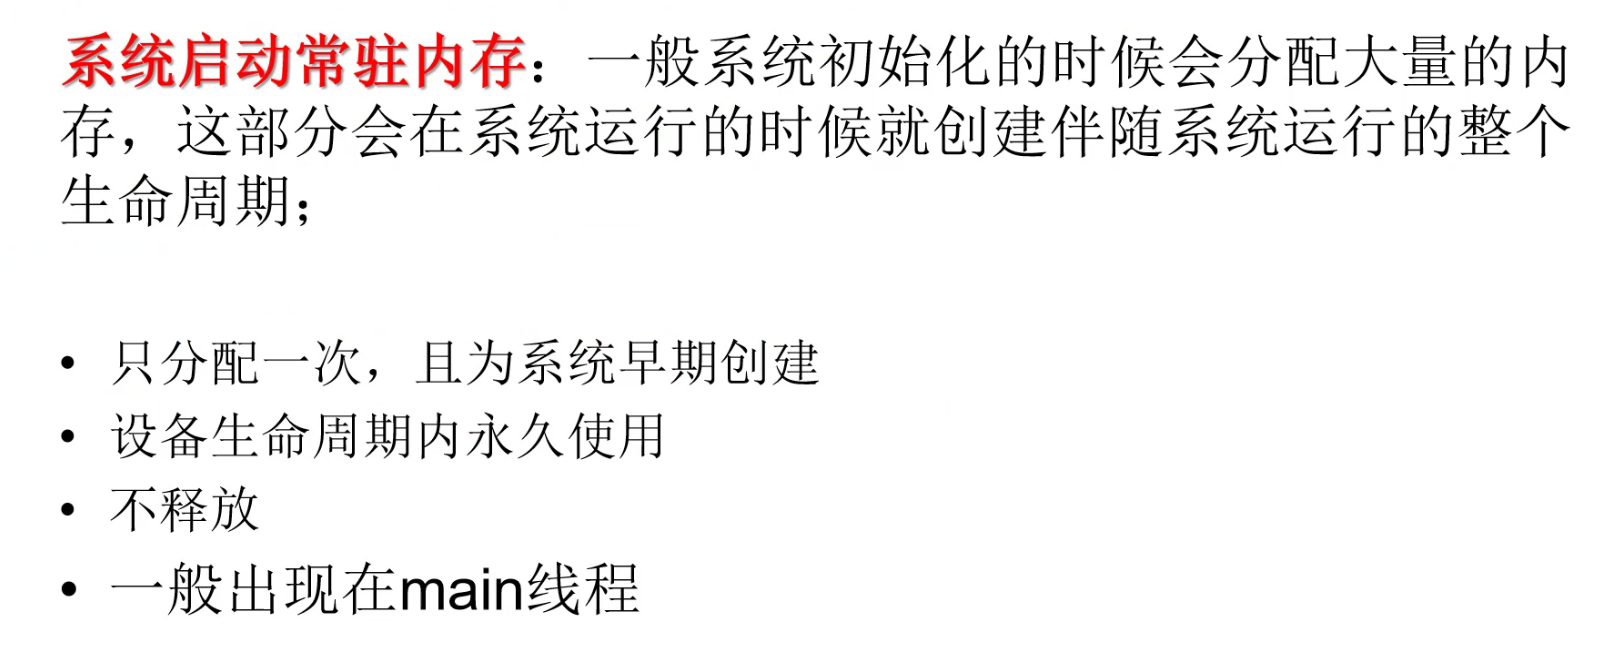 系统启动常驻内存：一般系统初始化的时候会分配大量的内
存，这部分会在系统运行的时候就创建伴随系统运行的整个
生命周期；
• 只分配一次，且为系统早期创建
• 设备生命周期内永久使用
• 不释放
• 一般出现在main线程